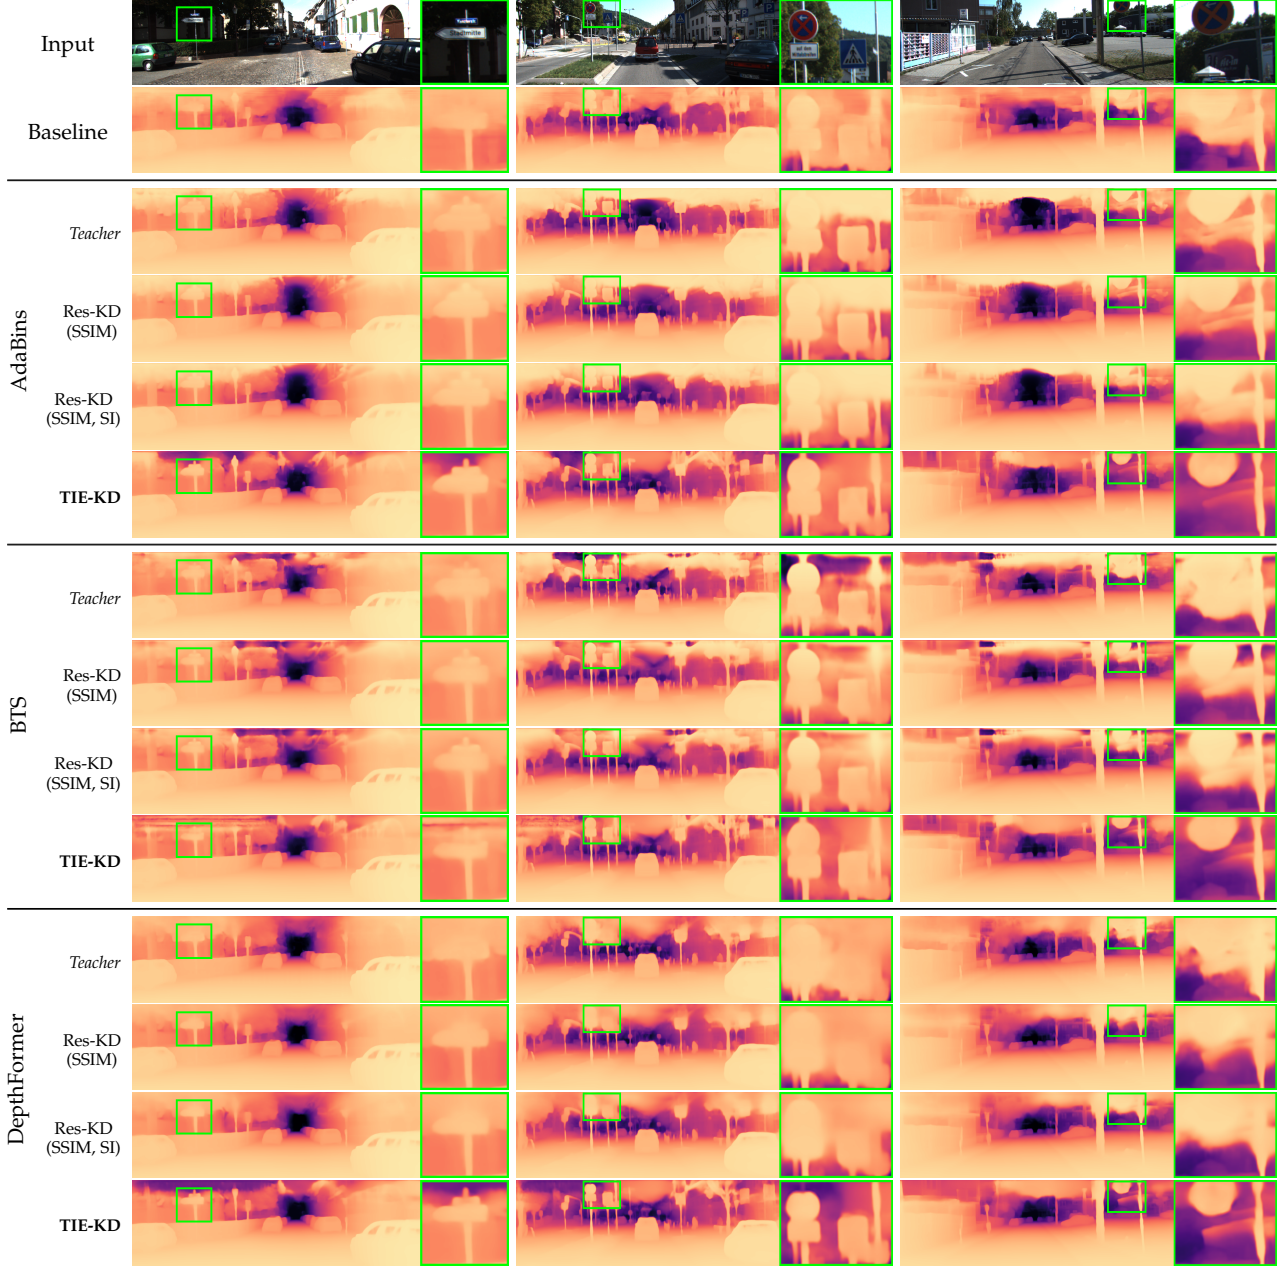 Input
Baseline
AdaBins
Teacher
Res-KD
(SSIM)
Res-KD
(SSIM, SI)
TIE-KD
BTS
Teacher
Res-KD
(SSIM)
Res-KD
(SSIM, SI)
TIE-KD
DepthFormer
Teacher
Res-KD
(SSIM)
Res-KD
(SSIM, SI)
TIE-KD
Stadtmitte